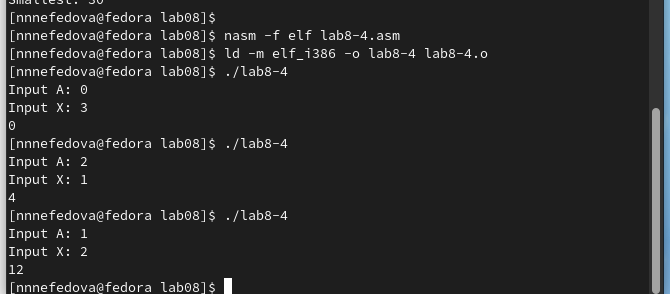 Smallest: 30
[nnnefedova@fedora lab08]$
[nnnefedova@fedora lab08]$ nasm -f elf lab8-4.asm
[nnnefedova@fedora lab08]$ ld -m elf_i386 -o lab8-4 lab8-4.o
[nnnefedova@fedora lab08]$ ./lab8-4
Input A: 0
Input X: 3
0
[nnnefedova@fedora lab08]$ ./lab8-4
Input A: 2
Input X: 1
4
[nnnefedova@fedora lab08]$ ./lab8-4
Input A: 1
Input X: 2
12
[nnnefedova@fedora lab08]$